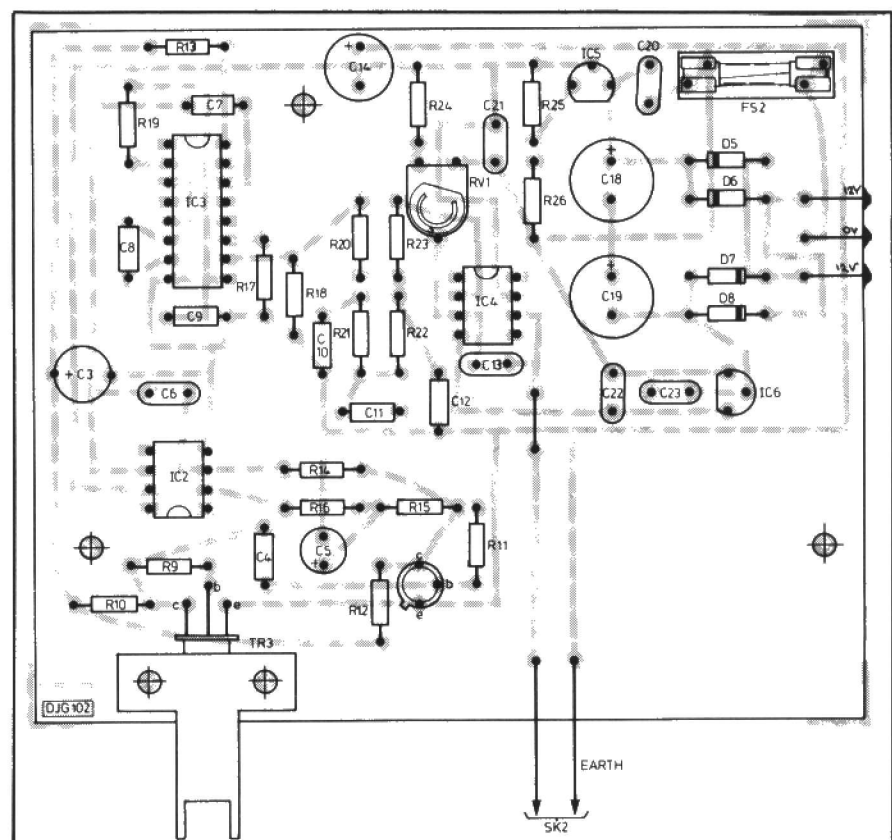 R13
C14
IC5
C20
FS2
R19
C7
R24
C21
R25
D5
RV1
D6
C18
IC3
R26
12V
C8
R20
R23
0V
R17
R18
D7
12V
IC4
C19
C9
C
10
R21
R22
D8
C3
C13
C6
C12
C22
C23
IC6
C11
R14
IC2
R16
R15
C4
C5
R11
R9
c
b
R10
c
b
e
R12
e
TR3
DJG102
EARTH
SK2